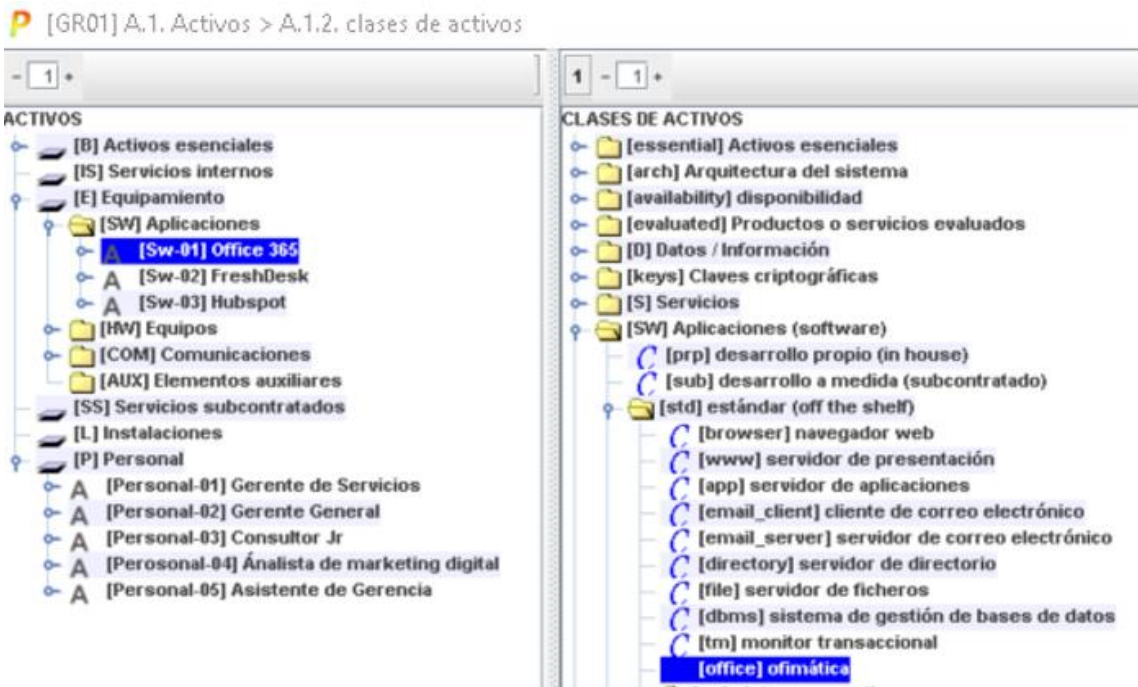 P [GR01] A.1. Activos > A.1.2. clases de activos
- 1 +
ACTIVOS
[B] Activos esenciales
[IS] Servicios internos
[E] Equipamiento
[SW] Aplicaciones
A [Sw-01] Office 365
A [Sw-02] FreshDesk
A [Sw-03] Hubspot
[HW] Equipos
[COM] Comunicaciones
[AUX] Elementos auxiliares
[SS] Servicios subcontratados
[L] Instalaciones
[P] Personal
A [Personal-01] Gerente de Servicios
A [Personal-02] Gerente General
A [Personal-03] Consultor Jr
A [Perosonal-04] Ánalista de marketing digital
A [Personal-05] Asistente de Gerencia
1 - 1 +
CLASES DE ACTIVOS
[essential] Activos esenciales
[arch] Arquitectura del sistema
[availability] disponibilidad
[evaluated] Productos o servicios evaluados
[D] Datos / Información
[keys] Claves criptográficas
[S] Servicios
[SW] Aplicaciones (software)
C [prp] desarrollo propio (in house)
C [sub] desarrollo a medida (subcontratado)
[std] estándar (off the shelf)
C [browser] navegador web
C [www] servidor de presentación
C [app] servidor de aplicaciones
C [email_client] cliente de correo electrónico
C [email_server] servidor de correo electrónico
C [directory] servidor de directorio
C [file] servidor de ficheros
C [dbms] sistema de gestión de bases de datos
C [tm] monitor transaccional
[office] ofimática